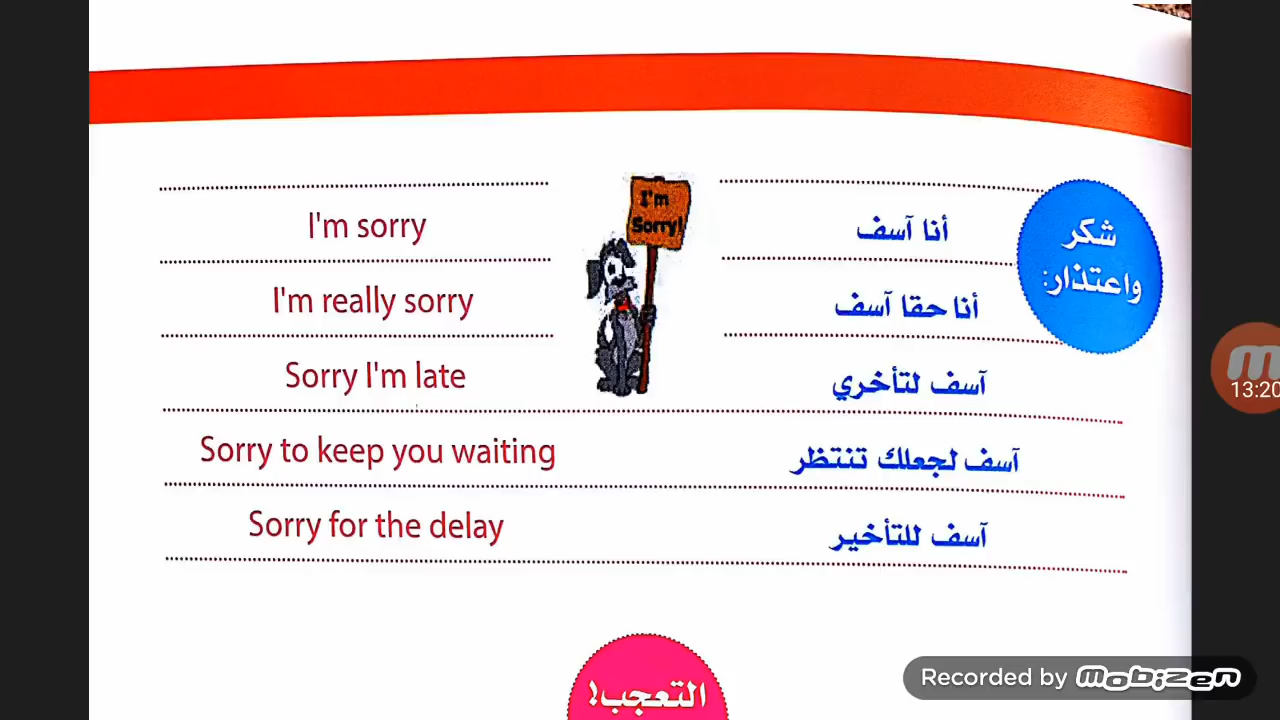 شكر
واعتذار:
I'm sorry
أنا آسف
I'm
Sorry!
I'm really sorry
أنا حقا آسف
Sorry I'm late
آسف لتأخري
Sorry to keep you waiting
آسف لجعلك تنتظر
Sorry for the delay
آسف للتأخير
التعجب!
13:20
Recorded by mobizen